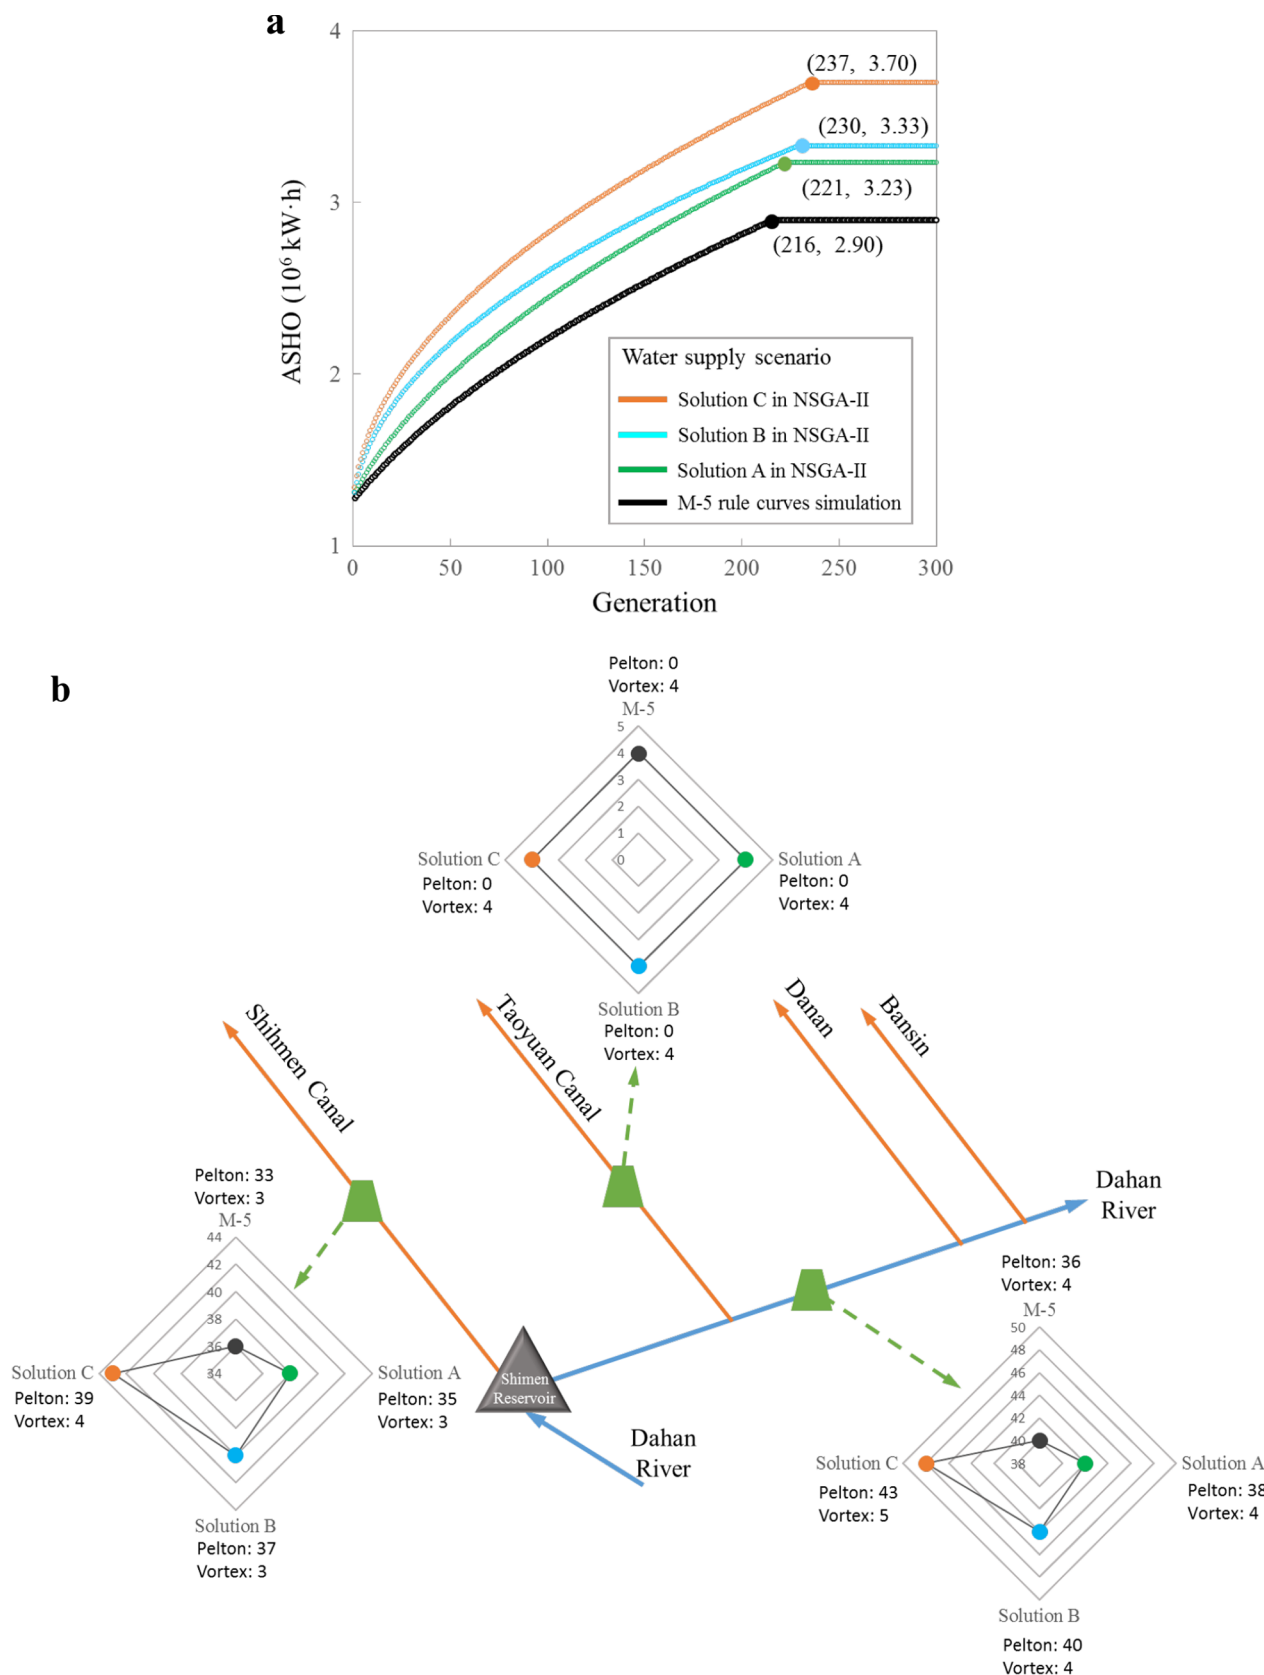 a
4
3
2
1
ASHO (10⁶ kW·h)
0
50
100
150
200
250
300
Generation
(237, 3.70)
(230, 3.33)
(221, 3.23)
(216, 2.90)
Water supply scenario
Solution C in NSGA-II
Solution B in NSGA-II
Solution A in NSGA-II
M-5 rule curves simulation
b
Pelton: 0
Vortex: 4
M-5
5
4
3
2
1
0
Solution C
Pelton: 0
Vortex: 4
Solution A
Pelton: 0
Vortex: 4
Solution B
Pelton: 0
Vortex: 4
Shihmen Canal
Taoyuan Canal
Danan
Bansin
Dahan
River
Pelton: 33
Vortex: 3
M-5
44
42
40
38
36
34
Solution C
Pelton: 39
Vortex: 4
Solution A
Pelton: 35
Vortex: 3
Solution B
Pelton: 37
Vortex: 3
Shimen
Reservoir
Dahan
River
Pelton: 36
Vortex: 4
M-5
50
48
46
44
42
40
38
Solution C
Pelton: 43
Vortex: 5
Solution A
Pelton: 38
Vortex: 4
Solution B
Pelton: 40
Vortex: 4